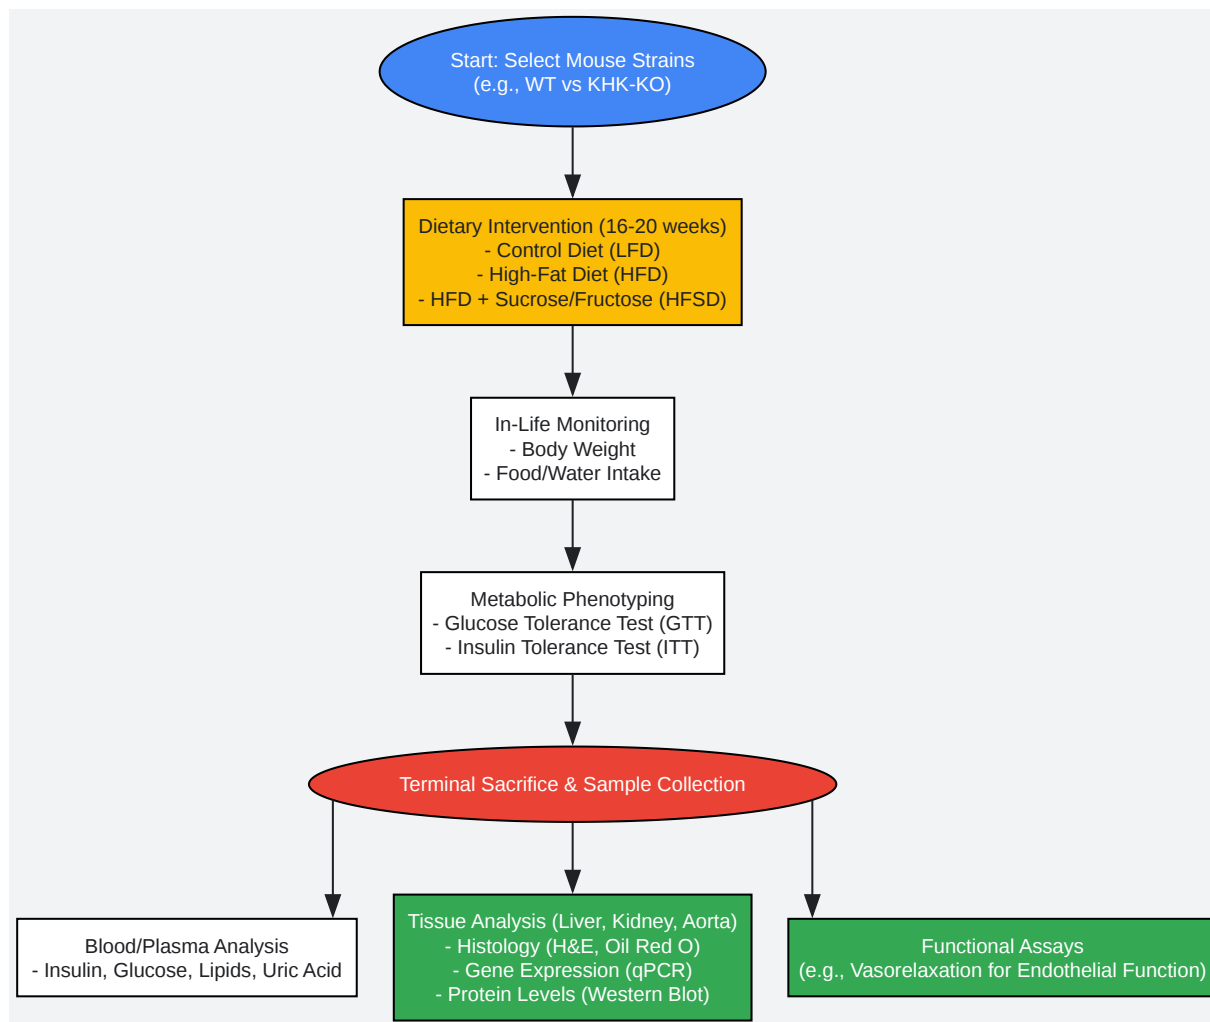 Start: Select Mouse Strains
(e.g., WT vs KHK-KO)
Dietary Intervention (16-20 weeks)
- Control Diet (LFD)
- High-Fat Diet (HFD)
- HFD + Sucrose/Fructose (HFSD)
In-Life Monitoring
- Body Weight
- Food/Water Intake
Metabolic Phenotyping
- Glucose Tolerance Test (GTT)
- Insulin Tolerance Test (ITT)
Terminal Sacrifice & Sample Collection
Blood/Plasma Analysis
- Insulin, Glucose, Lipids, Uric Acid
Tissue Analysis (Liver, Kidney, Aorta)
- Histology (H&E, Oil Red O)
- Gene Expression (qPCR)
- Protein Levels (Western Blot)
Functional Assays
(e.g., Vasorelaxation for Endothelial Function)